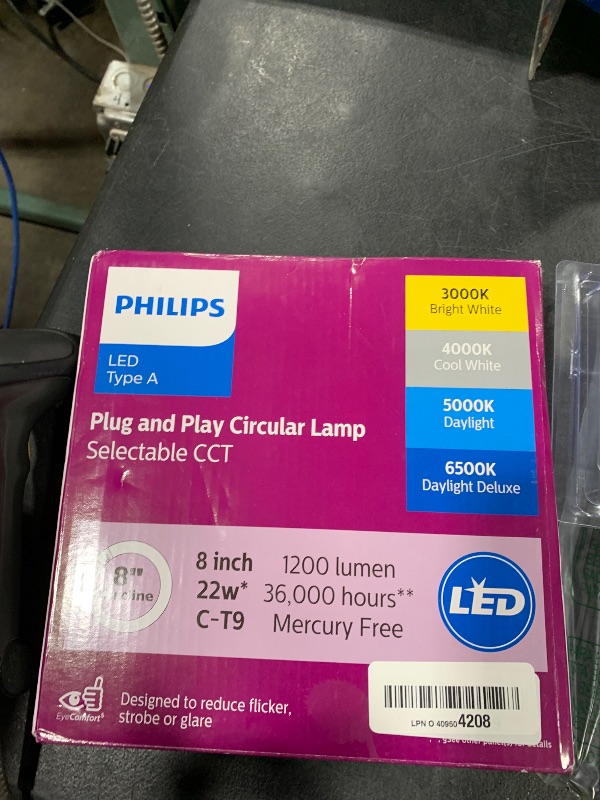 PHILIPS
LED
Type A
3000K
Bright White
4000K
Cool White
5000K
Daylight
6500K
Daylight Deluxe
Plug and Play Circular Lamp
Selectable CCT
8"
8 inch
22w*
C-T9
1200 lumen
36,000 hours**
Mercury Free
LED
EyeComfort
Designed to reduce flicker,
strobe or glare
LPN O 409504208
details